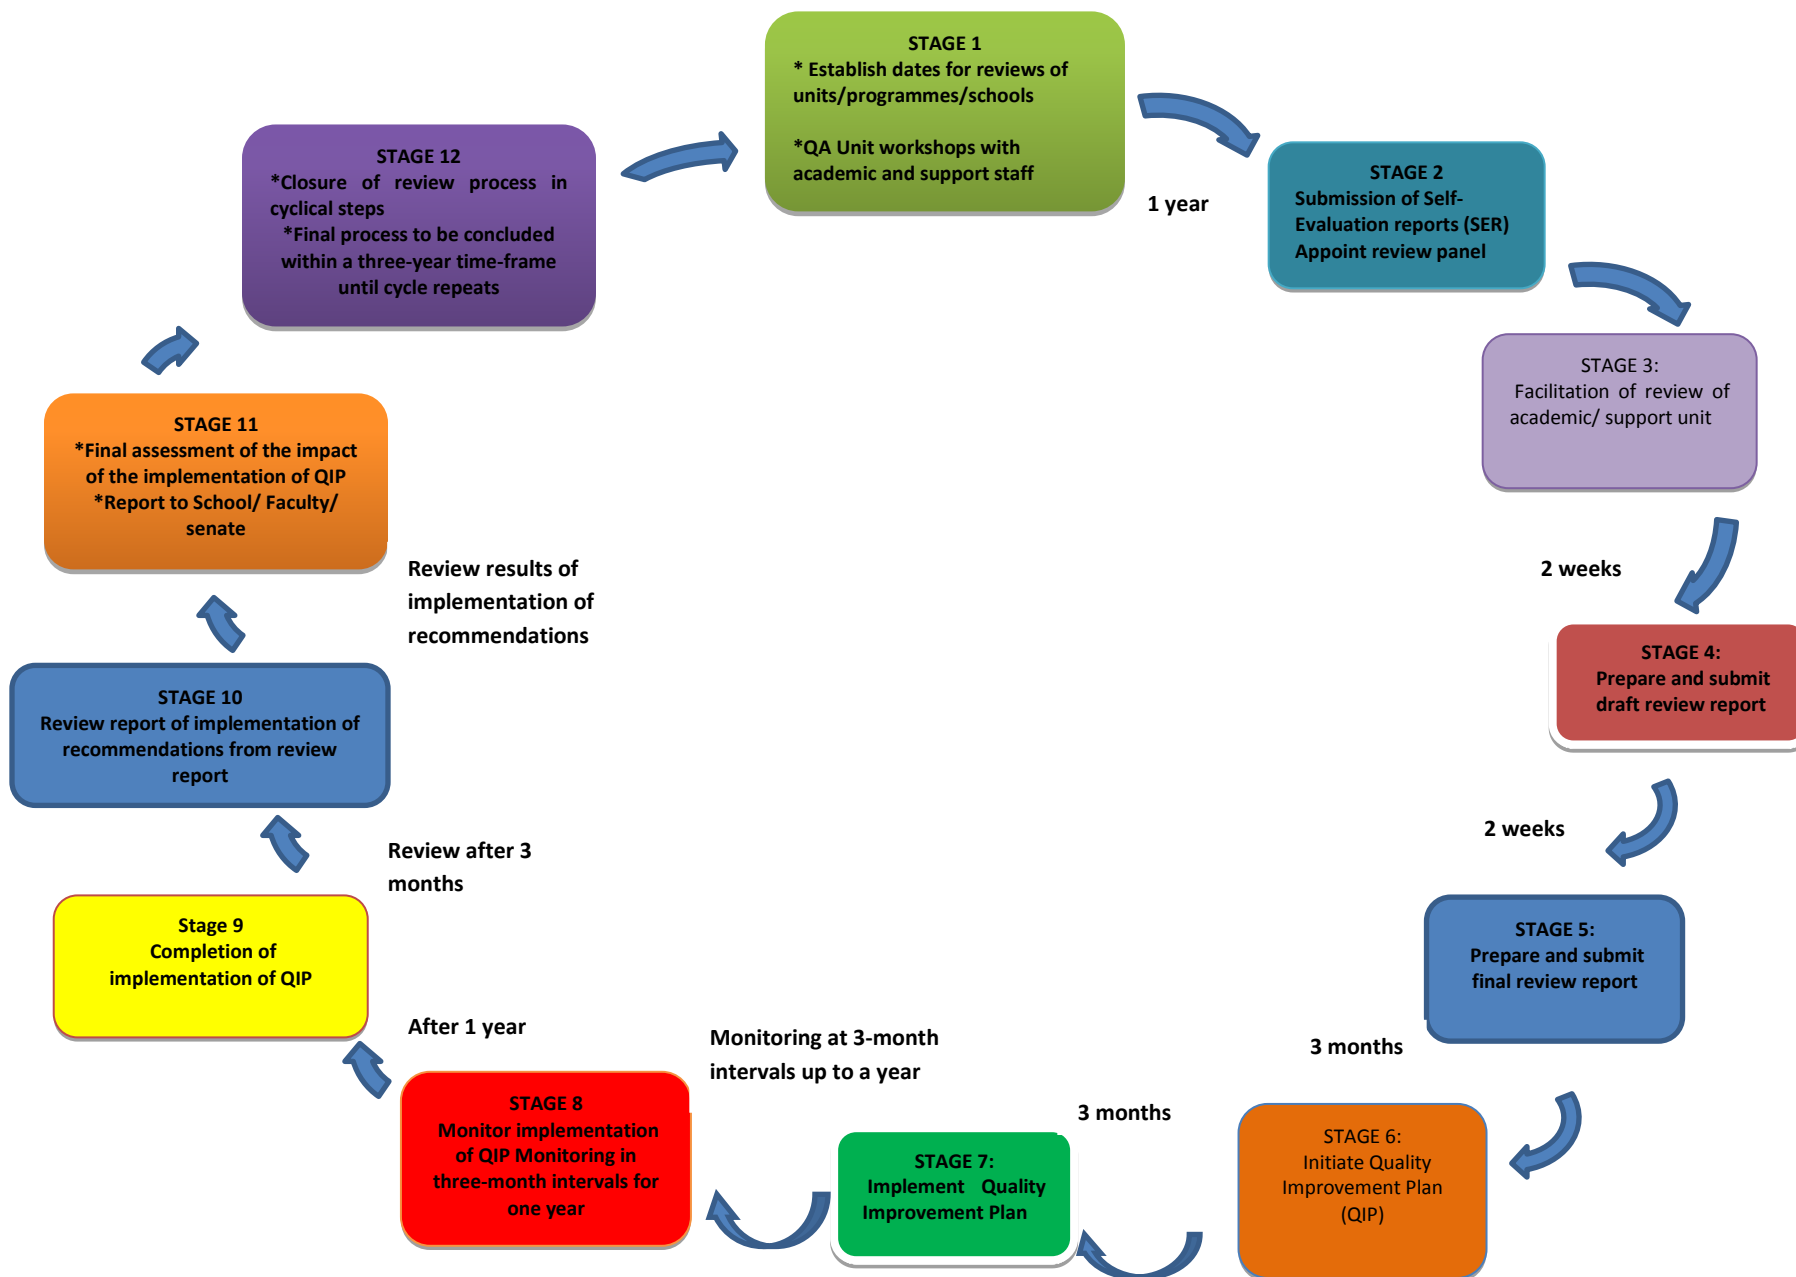 STAGE 1
* Establish dates for reviews of
units/programmes/schools
*QA Unit workshops with
academic and support staff
1 year
STAGE 2
Submission of Self-
Evaluation reports (SER)
Appoint review panel
STAGE 3:
Facilitation of review of
academic/ support unit
2 weeks
STAGE 4:
Prepare and submit
draft review report
2 weeks
STAGE 5:
Prepare and submit
final review report
3 months
STAGE 6:
Initiate Quality
Improvement Plan
(QIP)
3 months
STAGE 7:
Implement Quality
Improvement Plan
Monitoring at 3-month
intervals up to a year
STAGE 8
Monitor implementation
of QIP Monitoring in
three-month intervals for
one year
After 1 year
Stage 9
Completion of
implementation of QIP
Review after 3
months
STAGE 10
Review report of implementation of
recommendations from review
report
Review results of
implementation of
recommendations
STAGE 11
*Final assessment of the impact
of the implementation of QIP
*Report to School/ Faculty/
senate
STAGE 12
*Closure of review process in
cyclical steps
*Final process to be concluded
within a three-year time-frame
until cycle repeats